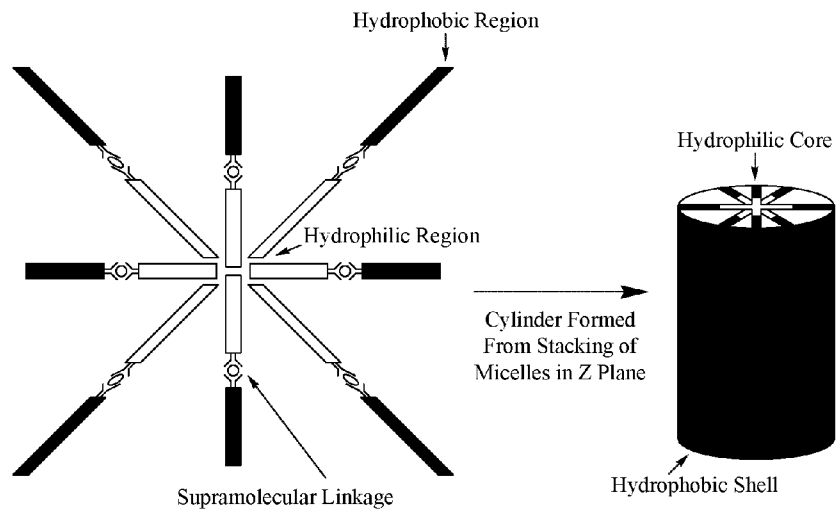 Hydrophobic Region
Hydrophilic Core
Hydrophilic Region
Cylinder Formed
From Stacking of
Micelles in Z Plane
Hydrophobic Shell
Supramolecular Linkage